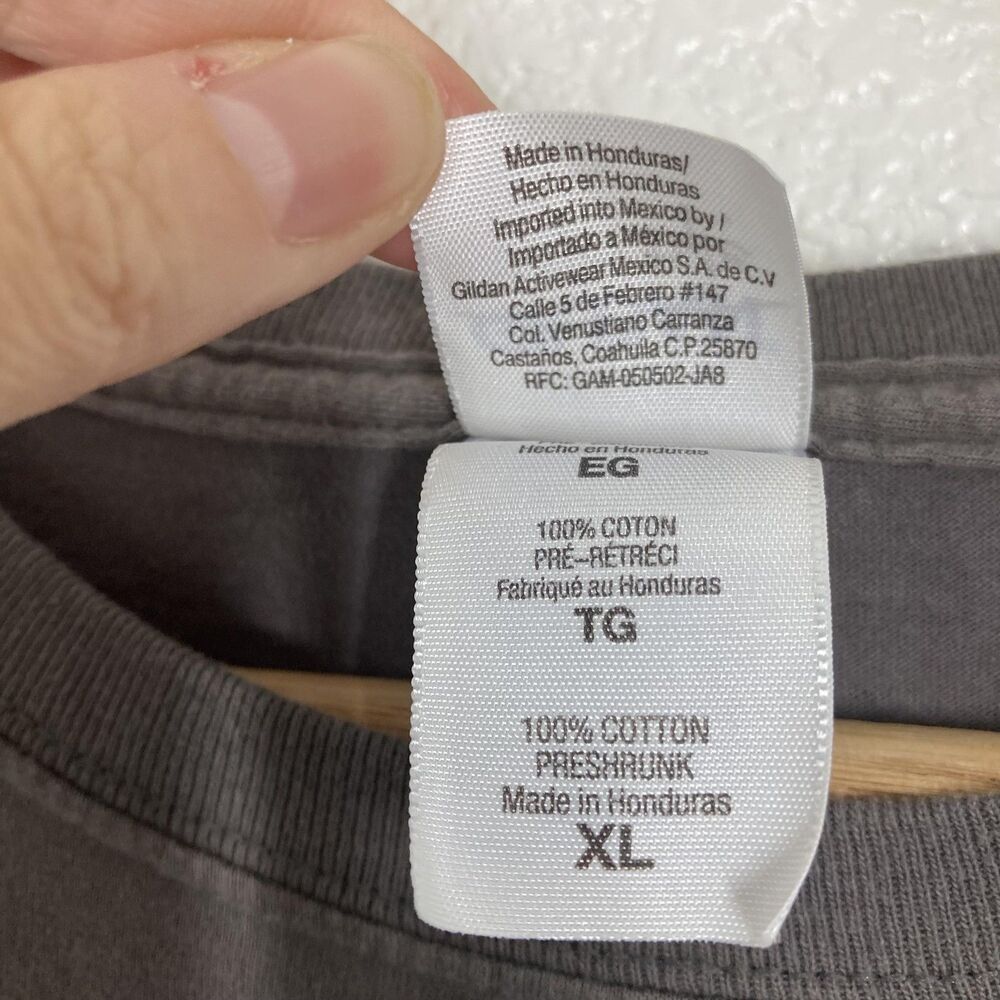 Made in Honduras/
Hecho en Honduras
Imported into Mexico by /
Importado a México por
Gildan Activewear Mexico S.A. de C.V
Calle 5 de Febrero #147
Col. Venustiano Carranza
Castaños, Coahuila C.P. 25870
RFC: GAM-050502-JA8
Hecho en Honduras
EG
100% COTON
PRÉ-RÉTRÉCI
Fabriqué au Honduras
TG
100% COTTON
PRESHRUNK
Made in Honduras
XL